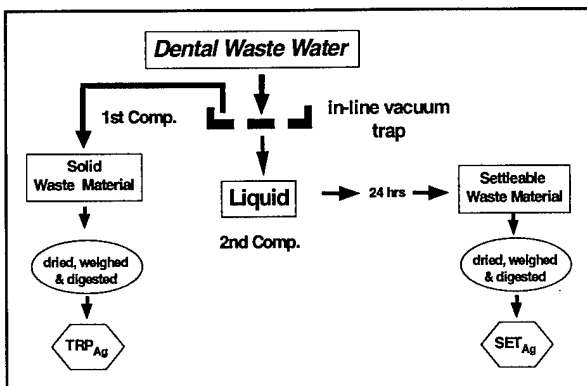 Dental Waste Water
1st Comp.
in-line vacuum
trap
Solid
Waste Material
Liquid
24 hrs
Settleable
Waste Material
2nd Comp.
dried, weighed
& digested
dried, weighed
& digested
TRPAg
SETAg